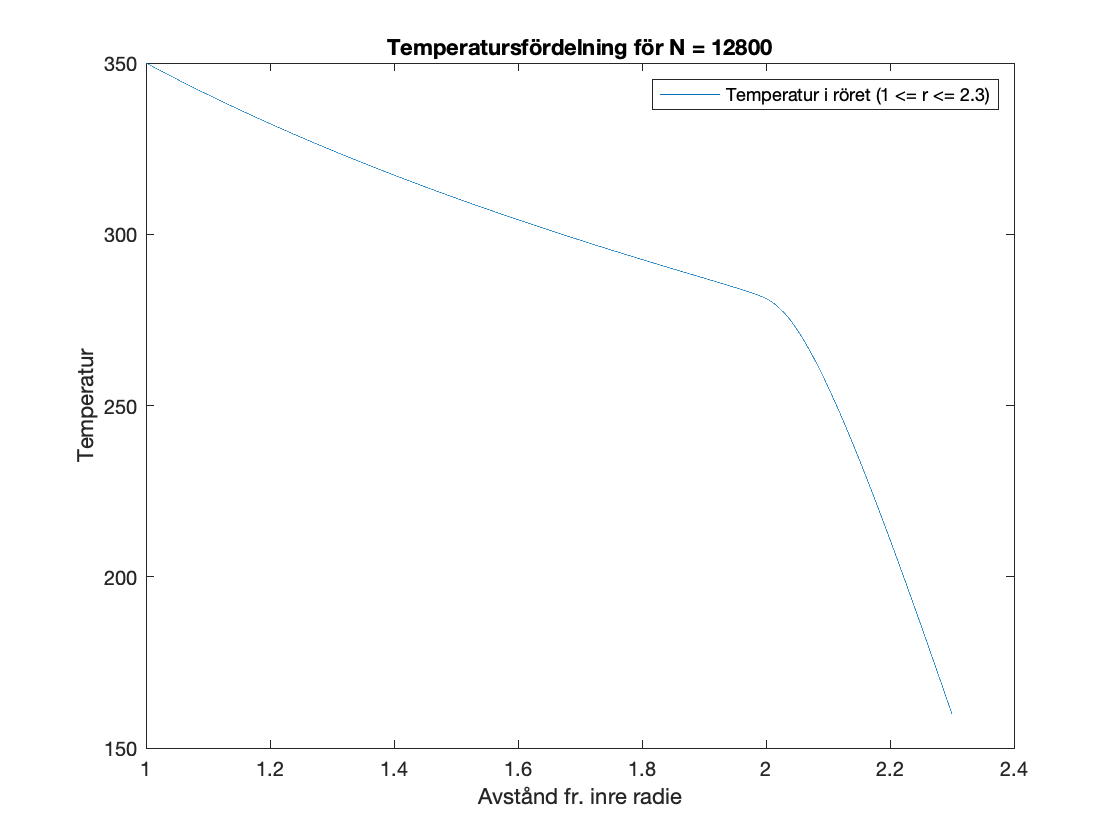 Temperatursfördelning för N = 12800
Temperatur i röret (1 <= r <= 2.3)
350
300
250
200
150
Temperatur
1 1.2 1.4 1.6 1.8 2 2.2 2.4
Avstånd fr. inre radie